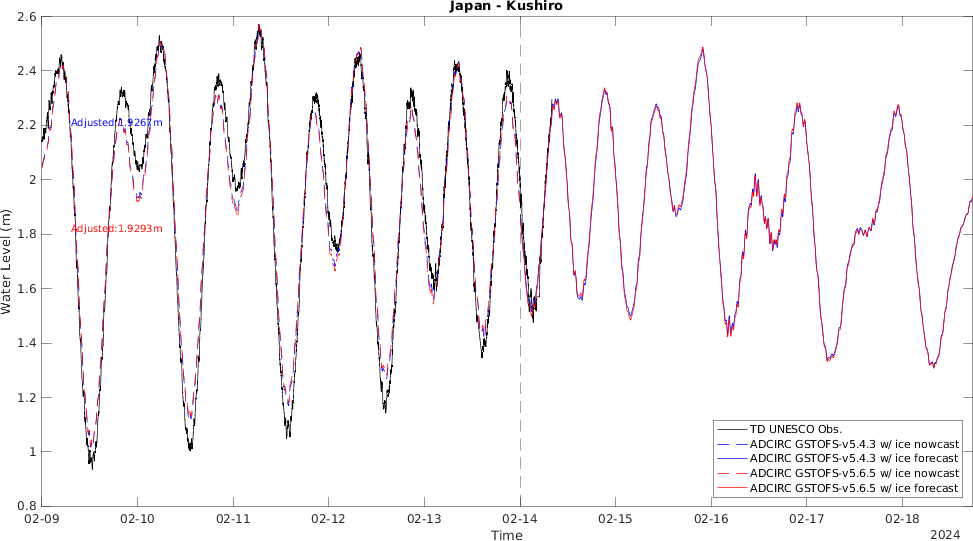 Japan - Kushiro
2.6
2.4
2.2
2
1.8
1.6
1.4
1.2
1
0.8
Water Level (m)
Adjusted:1.9267m
Adjusted:1.9293m
TD UNESCO Obs.
ADCIRC GSTOFS-v5.4.3 w/ ice nowcast
ADCIRC GSTOFS-v5.4.3 w/ ice forecast
ADCIRC GSTOFS-v5.6.5 w/ ice nowcast
ADCIRC GSTOFS-v5.6.5 w/ ice forecast
02-09 02-10 02-11 02-12 02-13 02-14 02-15 02-16 02-17 02-18
Time
2024